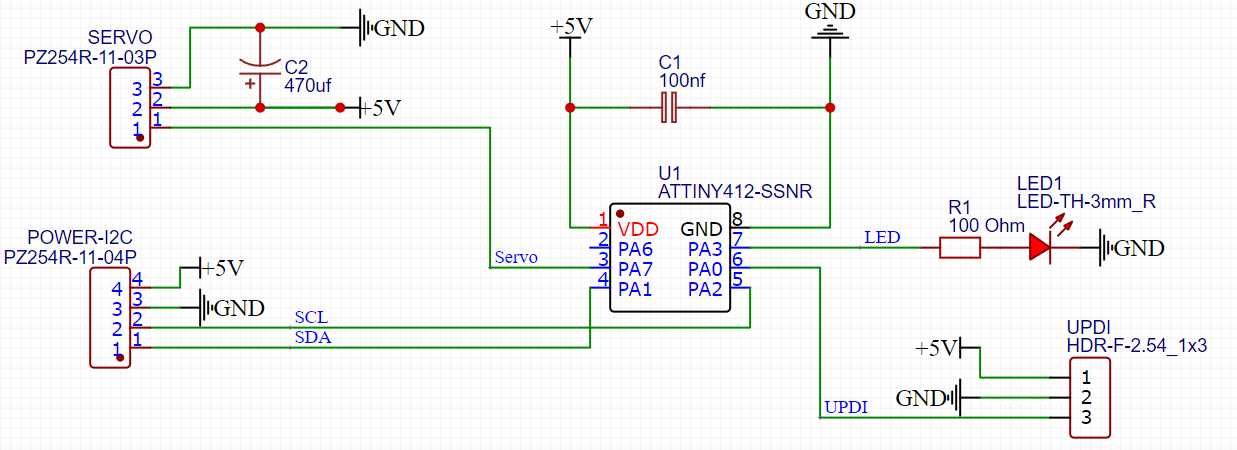 SERVO
PZ254R-11-03P
3
2
1
3
2
1
GND
+
C2
470uf
+5V
+5V
GND
C1
100nf
U1
ATTINY412-SSNR
1
2
3
4
VDD
PA6
PA7
PA1
GND
PA3
PA0
PA2
8
7
6
5
Servo
LED
R1
100 Ohm
LED1
LED-TH-3mm_R
GND
POWER-I2C
PZ254R-11-04P
4
3
2
1
4
3
2
1
+5V
GND
SCL
SDA
UPDI
UPDI
HDR-F-2.54_1x3
+5V
GND
1
2
3